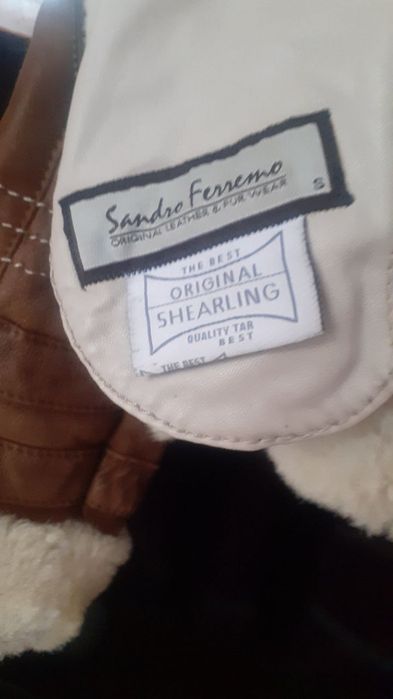 Sandro Ferremo
ORIGINAL LEATHER & FUR WEAR
S
THE BEST
ORIGINAL
SHEARLING
QUALITY TAR
BEST
THE BEST